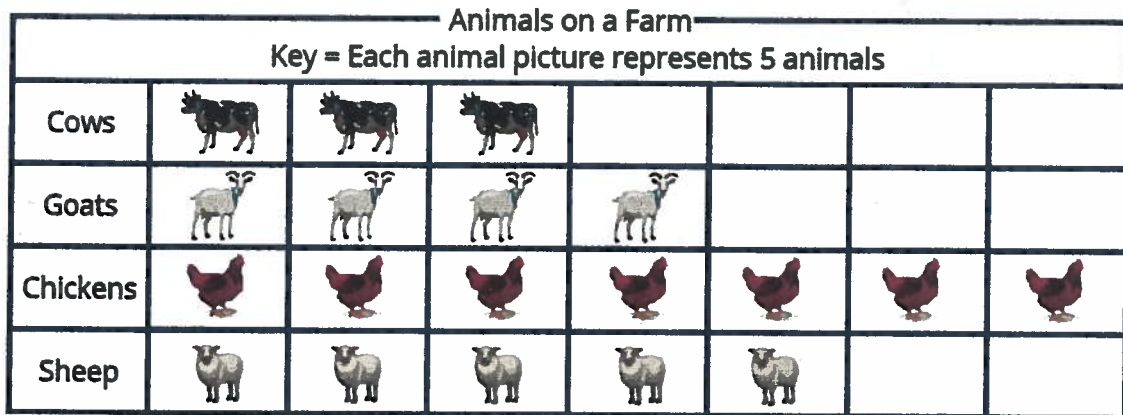 Animals on a Farm
Key = Each animal picture represents 5 animals
Cows
Goats
Chickens
Sheep